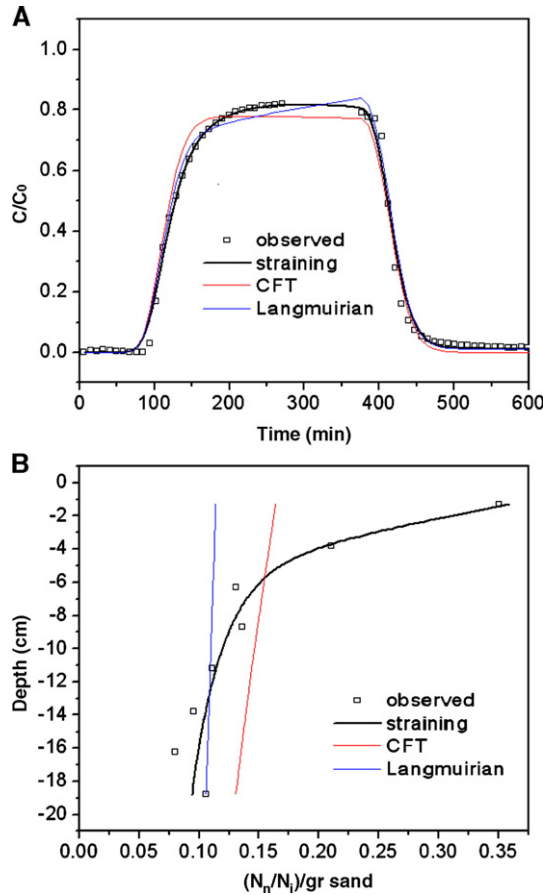 A
1.0
0.8
0.6
0.4
0.2
0.0
C/C₀
observed
straining
CFT
Langmuirian
0 100 200 300 400 500 600
Time (min)
B
0
-2
-4
-6
-8
-10
-12
-14
-16
-18
-20
Depth (cm)
observed
straining
CFT
Langmuirian
0.00 0.05 0.10 0.15 0.20 0.25 0.30 0.35
(Nₙ/Nᵢ)/gr sand